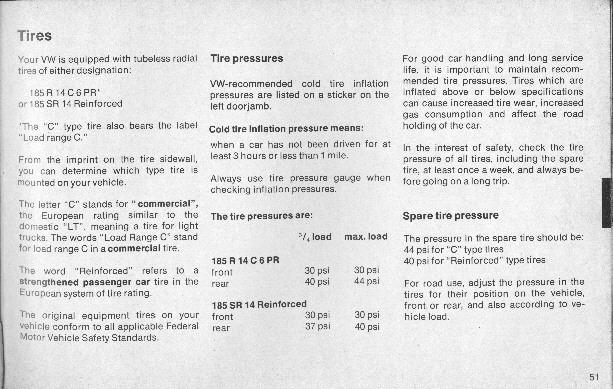 Tires
Your VW is equipped with tubeless radial
tires of either designation:
185 R 14 C 6 PR*
or 185 SR 14 Reinforced
*The "C" type tire also bears the label
"Load range C."
From the imprint on the tire sidewall,
you can determine which type tire is
mounted on your vehicle.
The letter "C" stands for "commercial",
the European rating similar to the
domestic "LT", meaning a tire for light
trucks. The words "Load Range C" stand
for load range C in a commercial tire.
The word "Reinforced" refers to a
strengthened passenger car tire in the
European system of tire rating.
The original equipment tires on your
vehicle conform to all applicable Federal
Motor Vehicle Safety Standards.
Tire pressures
VW-recommended cold tire inflation
pressures are listed on a sticker on the
left doorjamb.
Cold tire inflation pressure means:
when a car has not been driven for at
least 3 hours or less than 1 mile.
Always use tire pressure gauge when
checking inflation pressures.
The tire pressures are:
3/4 load max. load
185 R 14 C 6 PR
front 30 psi 30 psi
rear 40 psi 44 psi
185 SR 14 Reinforced
front 30 psi 30 psi
rear 37 psi 40 psi
For good car handling and long service
life, it is important to maintain recom-
mended tire pressures. Tires which are
inflated above or below specifications
can cause increased tire wear, increased
gas consumption and affect the road
holding of the car.
In the interest of safety, check the tire
pressure of all tires, including the spare
tire, at least once a week, and always be-
fore going on a long trip.
Spare tire pressure
The pressure in the spare tire should be:
44 psi for "C" type tires
40 psi for "Reinforced" type tires
For road use, adjust the pressure in the
tires for their position on the vehicle,
front or rear, and also according to ve-
hicle load.
51